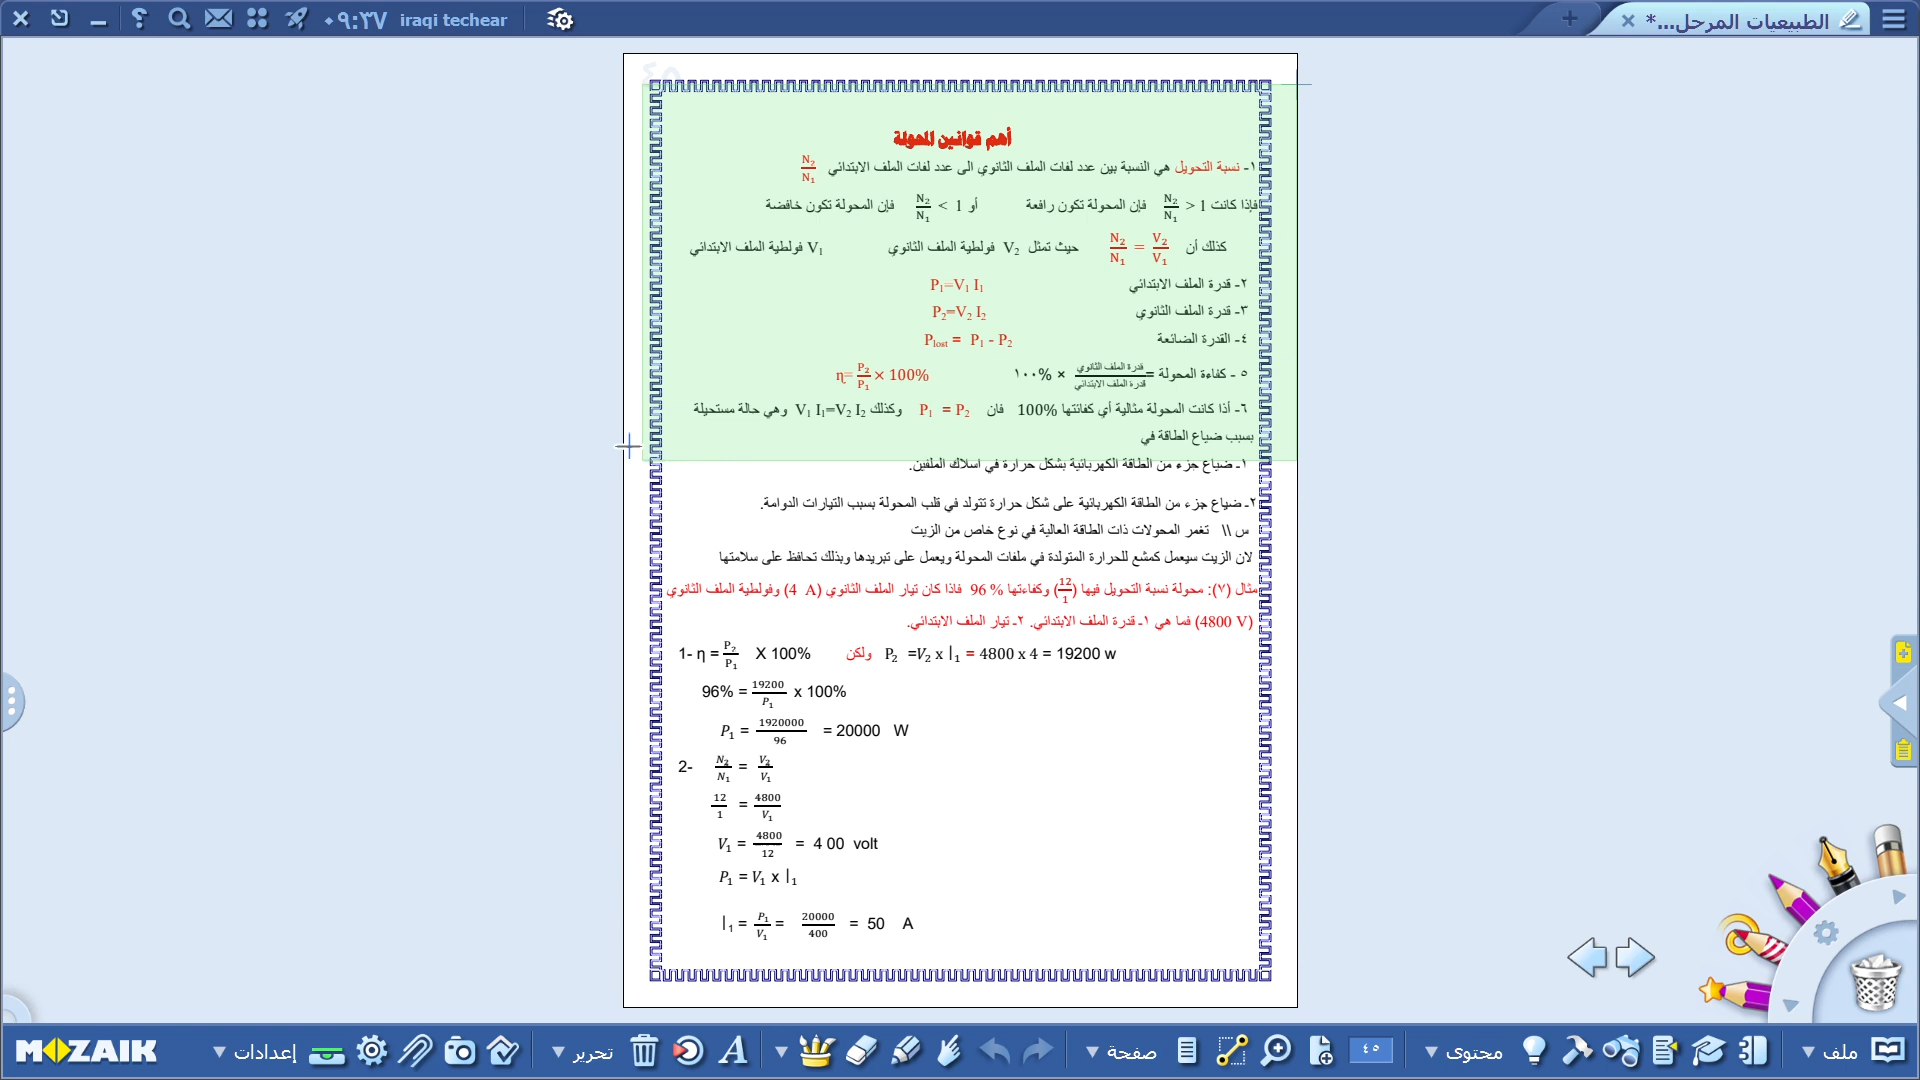 الطبيعيات المرحل...*
iraqi techear
٠٩:٣٧
٤٥
أهم قوانين المحولة
١- نسبة التحويل هي النسبة بين عدد لفات الملف الثانوي الى عدد لفات الملف الابتدائي N₂/N₁
فإذا كانت N₂/N₁ > 1 فإن المحولة تكون رافعة أو N₂/N₁ < 1 فإن المحولة تكون خافضة
كذلك أن N₂/N₁ = V₂/V₁ حيث تمثل V₂ فولطية الملف الثانوي V₁ فولطية الملف الابتدائي
٢- قدرة الملف الابتدائي P₁=V₁ I₁
٣- قدرة الملف الثانوي P₂=V₂ I₂
٤- القدرة الضائعة Plost = P₁ - P₂
٥ - كفاءة المحولة = قدرة الملف الثانوي/قدرة الملف الابتدائي × ١٠٠% η= P₂/P₁ × 100%
٦- أذا كانت المحولة مثالية أي كفائتها 100% فان P₁ = P₂ وكذلك V₁ I₁=V₂ I₂ وهي حالة مستحيلة
بسبب ضياع الطاقة في
١- ضياع جزء من الطاقة الكهربائية بشكل حرارة في اسلاك الملفين.
٢- ضياع جزء من الطاقة الكهربائية على شكل حرارة تتولد في قلب المحولة بسبب التيارات الدوامة.
س \\ تغمر المحولات ذات الطاقة العالية في نوع خاص من الزيت
لان الزيت سيعمل كمشع للحرارة المتولدة في ملفات المحولة ويعمل على تبريدها وبذلك تحافظ على سلامتها
مثال (٧): محولة نسبة التحويل فيها (12/1) وكفاءتها % 96 فاذا كان تيار الملف الثانوي (4 A) وفولطية الملف الثانوي
(4800 V) فما هي ١- قدرة الملف الابتدائي. ٢- تيار الملف الابتدائي.
1- η = P₂/P₁ X 100% ولكن P₂ =V₂ x I₁ = 4800 x 4 = 19200 w
96% = 19200/P₁ x 100%
P₁ = 1920000/96 = 20000 W
2- N₂/N₁ = V₂/V₁
12/1 = 4800/V₁
V₁ = 4800/12 = 4 00 volt
P₁ = V₁ x I₁
I₁ = P₁/V₁ = 20000/400 = 50 A
ملف
محتوى
٤٥
صفحة
تحرير
إعدادات
MOZAIK